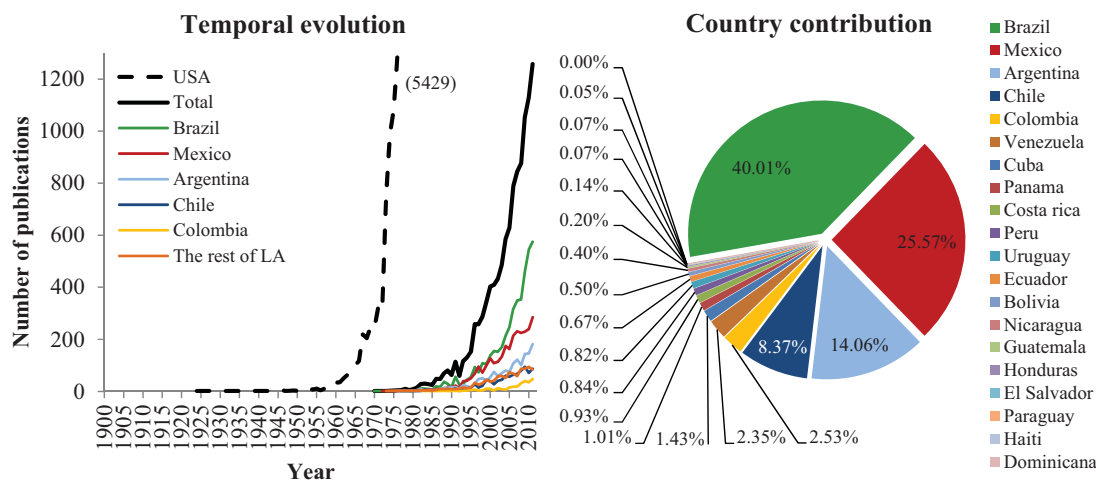 Temporal evolution
Number of publications
1200
1000
800
600
400
200
0
USA
Total
Brazil
Mexico
Argentina
Chile
Colombia
The rest of LA
(5429)
1900
1905
1910
1915
1920
1925
1930
1935
1940
1945
1950
1955
1960
1965
1970
1975
1980
1985
1990
1995
2000
2005
2010
Year
Country contribution
0.00%
0.05%
0.07%
0.07%
0.14%
0.20%
0.40%
0.50%
0.67%
0.82%
0.84%
0.93%
1.01%
1.43%
2.35%
2.53%
40.01%
25.57%
14.06%
8.37%
Brazil
Mexico
Argentina
Chile
Colombia
Venezuela
Cuba
Panama
Costa rica
Peru
Uruguay
Ecuador
Bolivia
Nicaragua
Guatemala
Honduras
El Salvador
Paraguay
Haiti
Dominicana